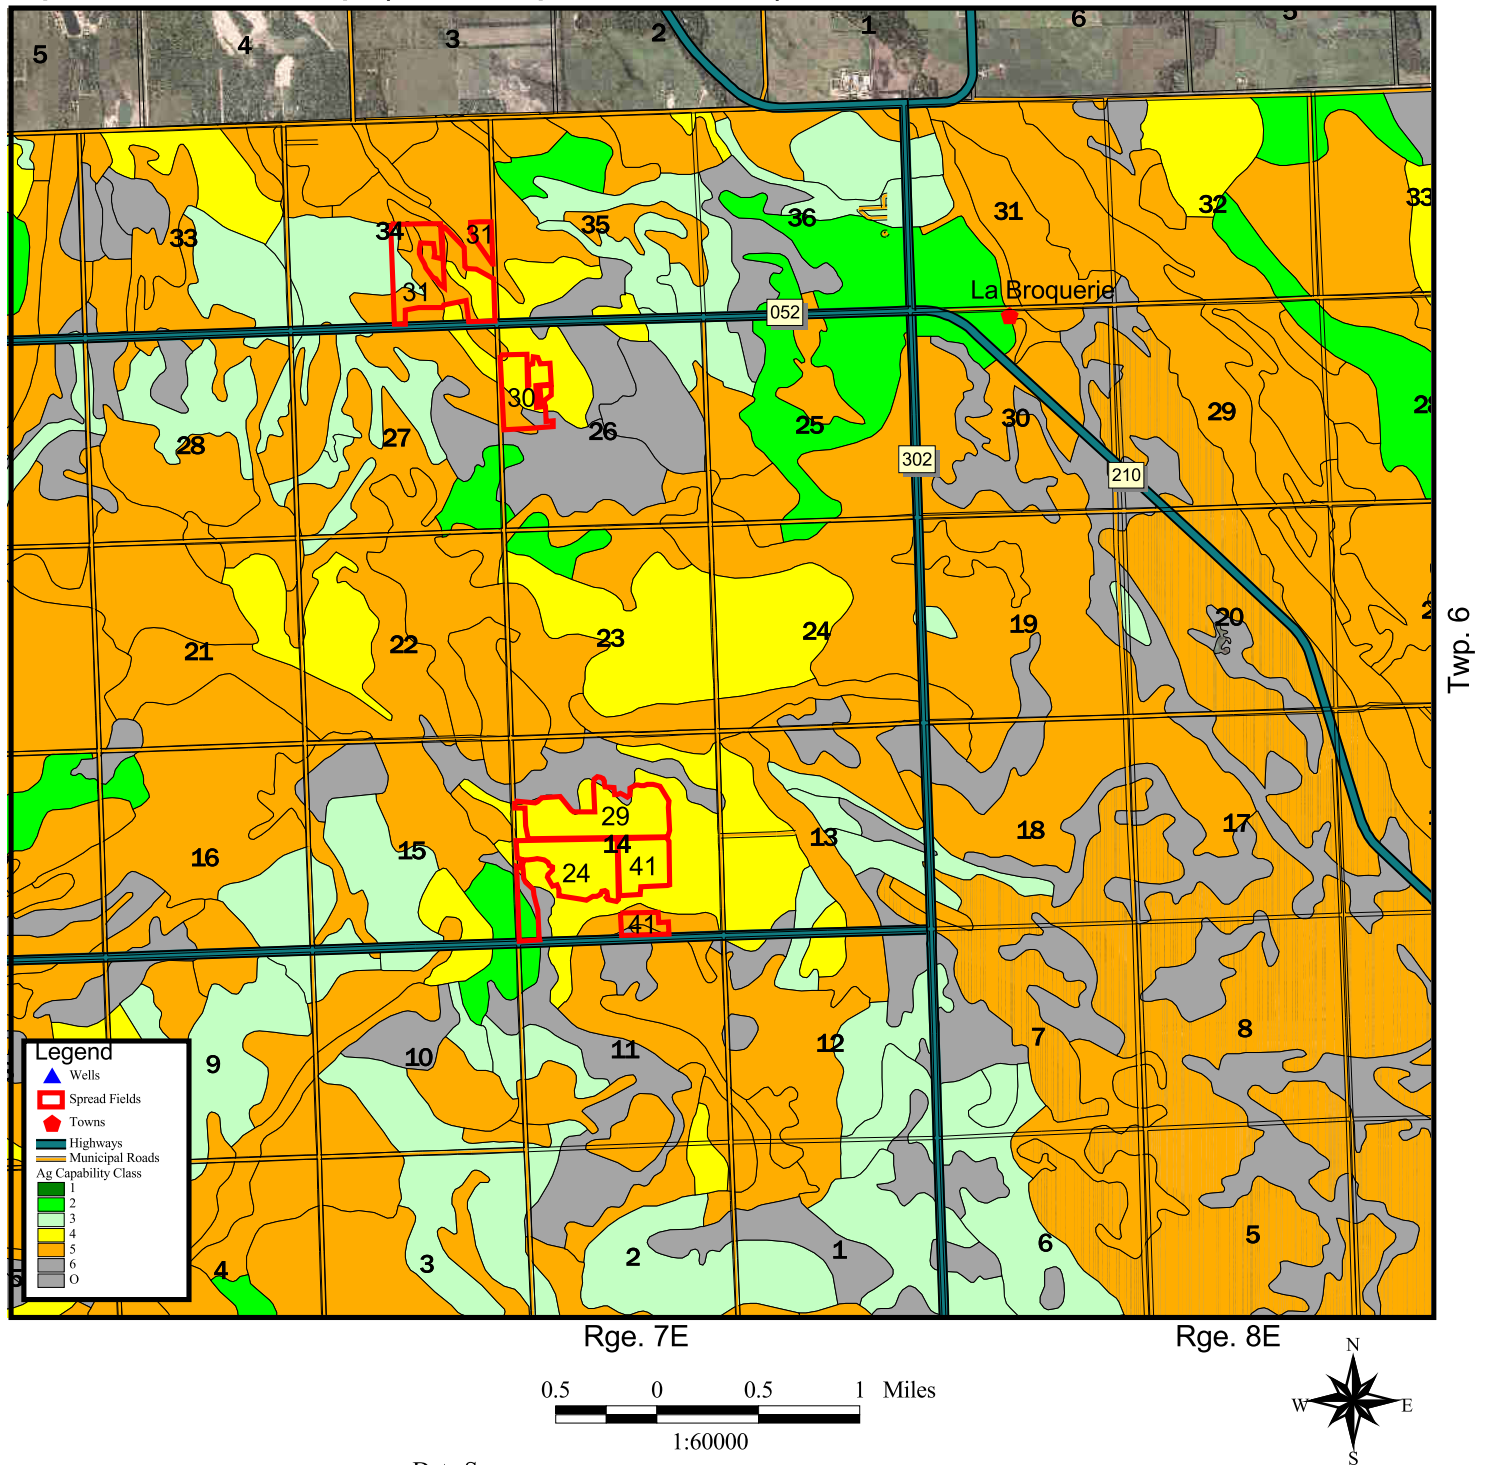 5 4 3 2 1 6 5
33 34 31 35 36 31 32 33
31
La Broquerie
052
28 27 30 26 25 30 29 28
302
210
21 22 23 24 19 20 2
Twp. 6
16 15 29 13 18 17
14
24 41
41
9 10 11 12 7 8
4 3 2 1 6 5
Legend
Wells
Spread Fields
Towns
Highways
Municipal Roads
Ag Capability Class
1
2
3
4
5
6
O
Rge. 7E Rge. 8E
N
W E
S
0.5 0 0.5 1 Miles
1:60000